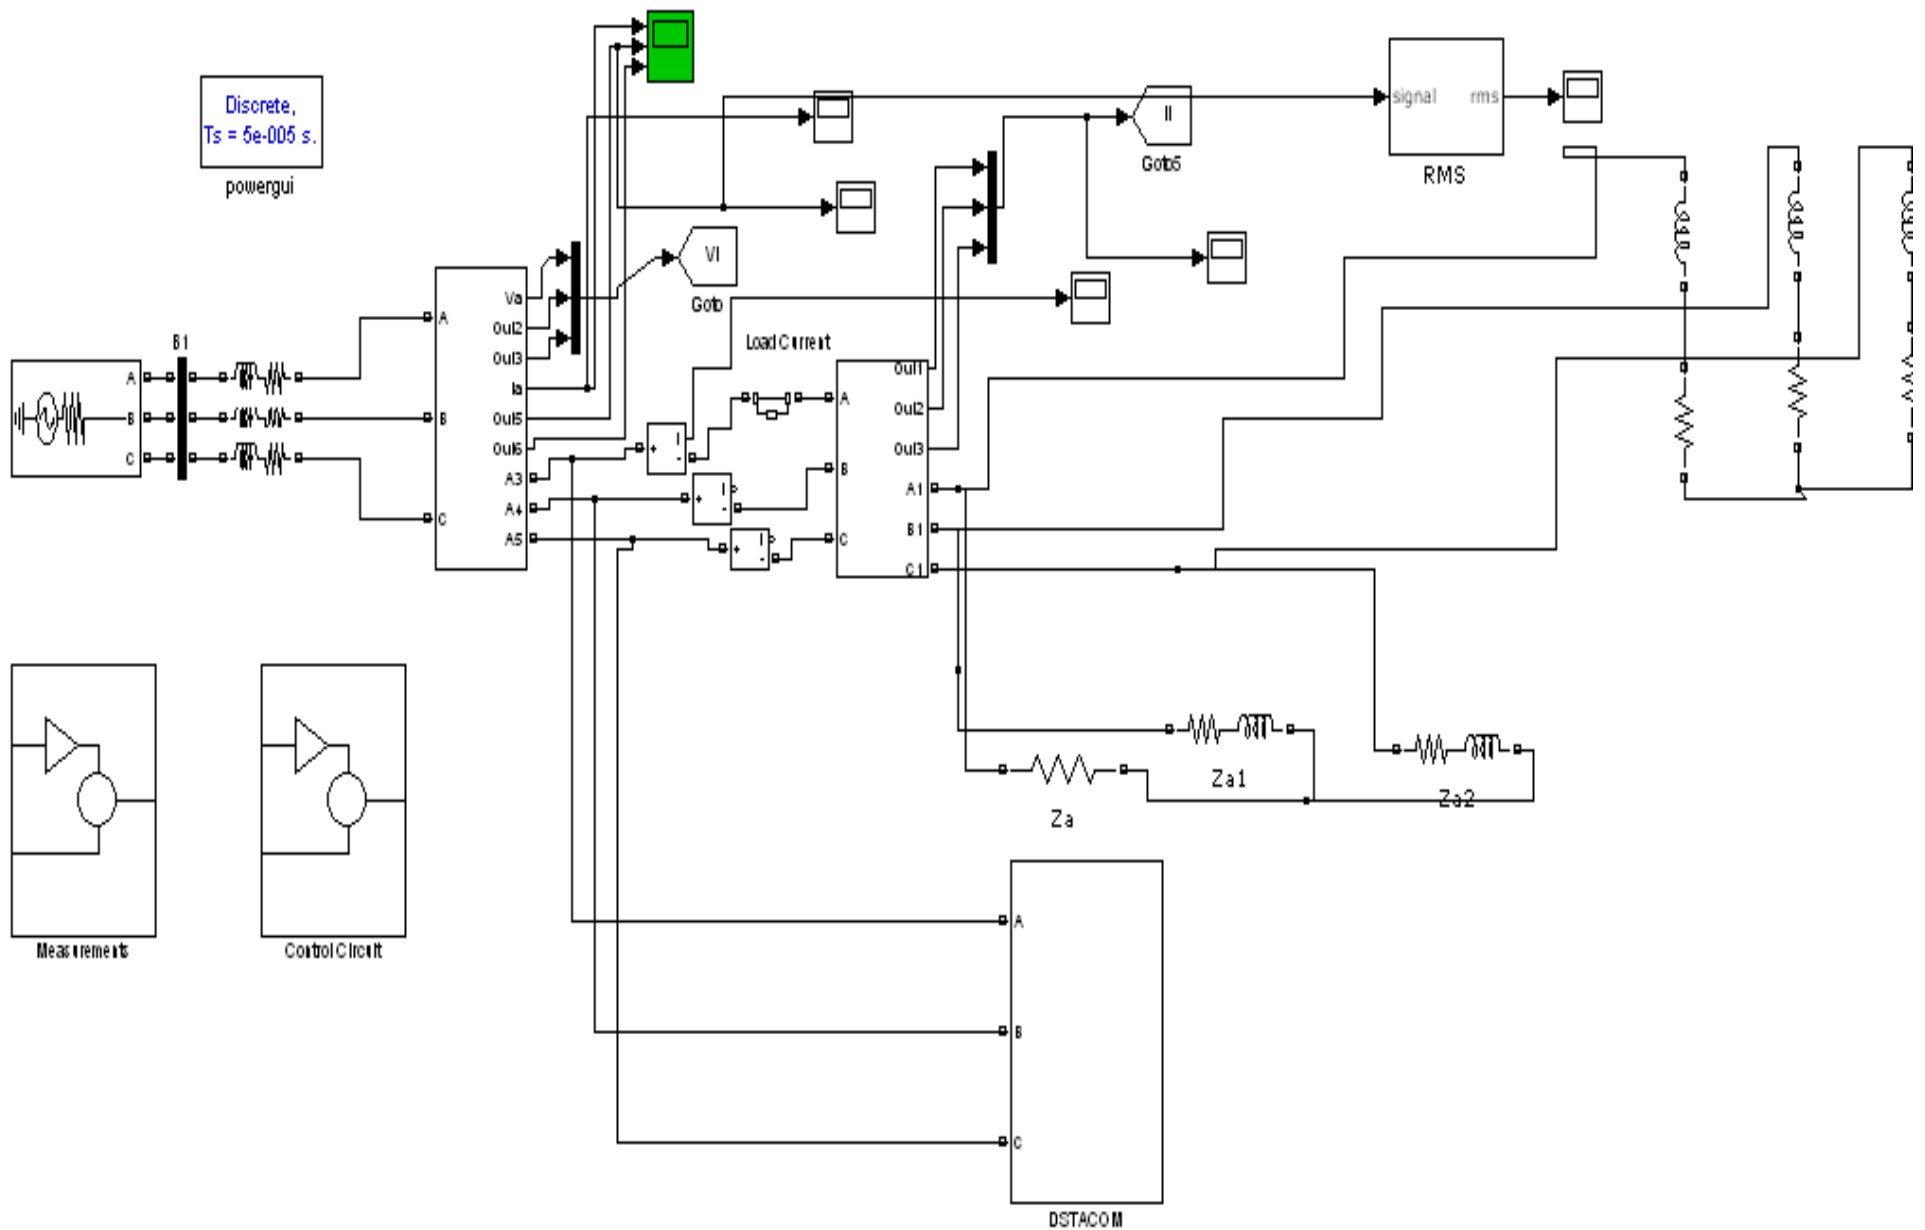 Discrete,
Ts = 5e-005 s.
powergui
signal
rms
RMS
II
Goto5
VI
Goto
Va
Out2
Out3
Ia
Out5
Out6
A3
A4
A5
A
B
C
B1
A
B
C
Load Current
Out1
Out2
Out3
A1
B1
C1
A
B
C
I
+
-
I
+
-
I
+
-
Za1
Za2
Za
Measurements
Control Circuit
A
B
C
DSTACOM